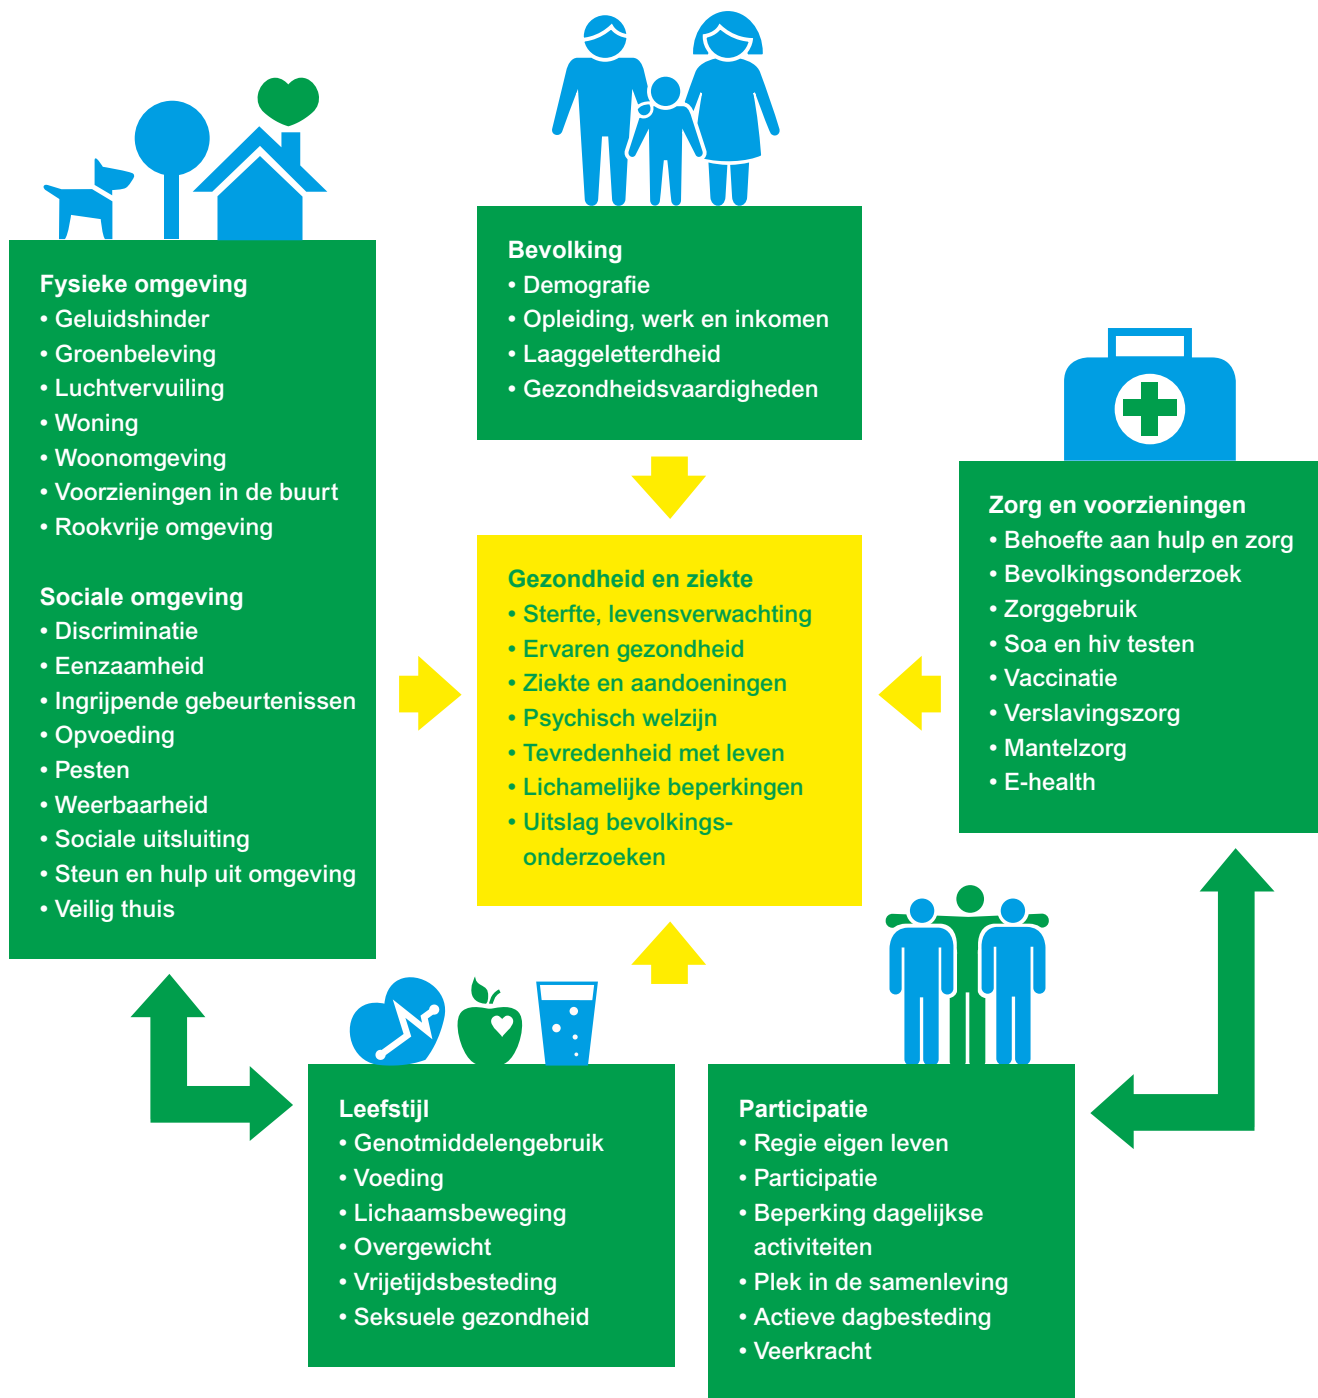 Fysieke omgeving
• Geluidshinder
• Groenbeleving
• Luchtvervuiling
• Woning
• Woonomgeving
• Voorzieningen in de buurt
• Rookvrije omgeving
Sociale omgeving
• Discriminatie
• Eenzaamheid
• Ingrijpende gebeurtenissen
• Opvoeding
• Pesten
• Weerbaarheid
• Sociale uitsluiting
• Steun en hulp uit omgeving
• Veilig thuis
Bevolking
• Demografie
• Opleiding, werk en inkomen
• Laaggeletterdheid
• Gezondheidsvaardigheden
Gezondheid en ziekte
• Sterfte, levensverwachting
• Ervaren gezondheid
• Ziekte en aandoeningen
• Psychisch welzijn
• Tevredenheid met leven
• Lichamelijke beperkingen
• Uitslag bevolkings-
onderzoeken
Zorg en voorzieningen
• Behoefte aan hulp en zorg
• Bevolkingsonderzoek
• Zorggebruik
• Soa en hiv testen
• Vaccinatie
• Verslavingszorg
• Mantelzorg
• E-health
Leefstijl
• Genotmiddelengebruik
• Voeding
• Lichaamsbeweging
• Overgewicht
• Vrijetijdsbesteding
• Seksuele gezondheid
Participatie
• Regie eigen leven
• Participatie
• Beperking dagelijkse
activiteiten
• Plek in de samenleving
• Actieve dagbesteding
• Veerkracht